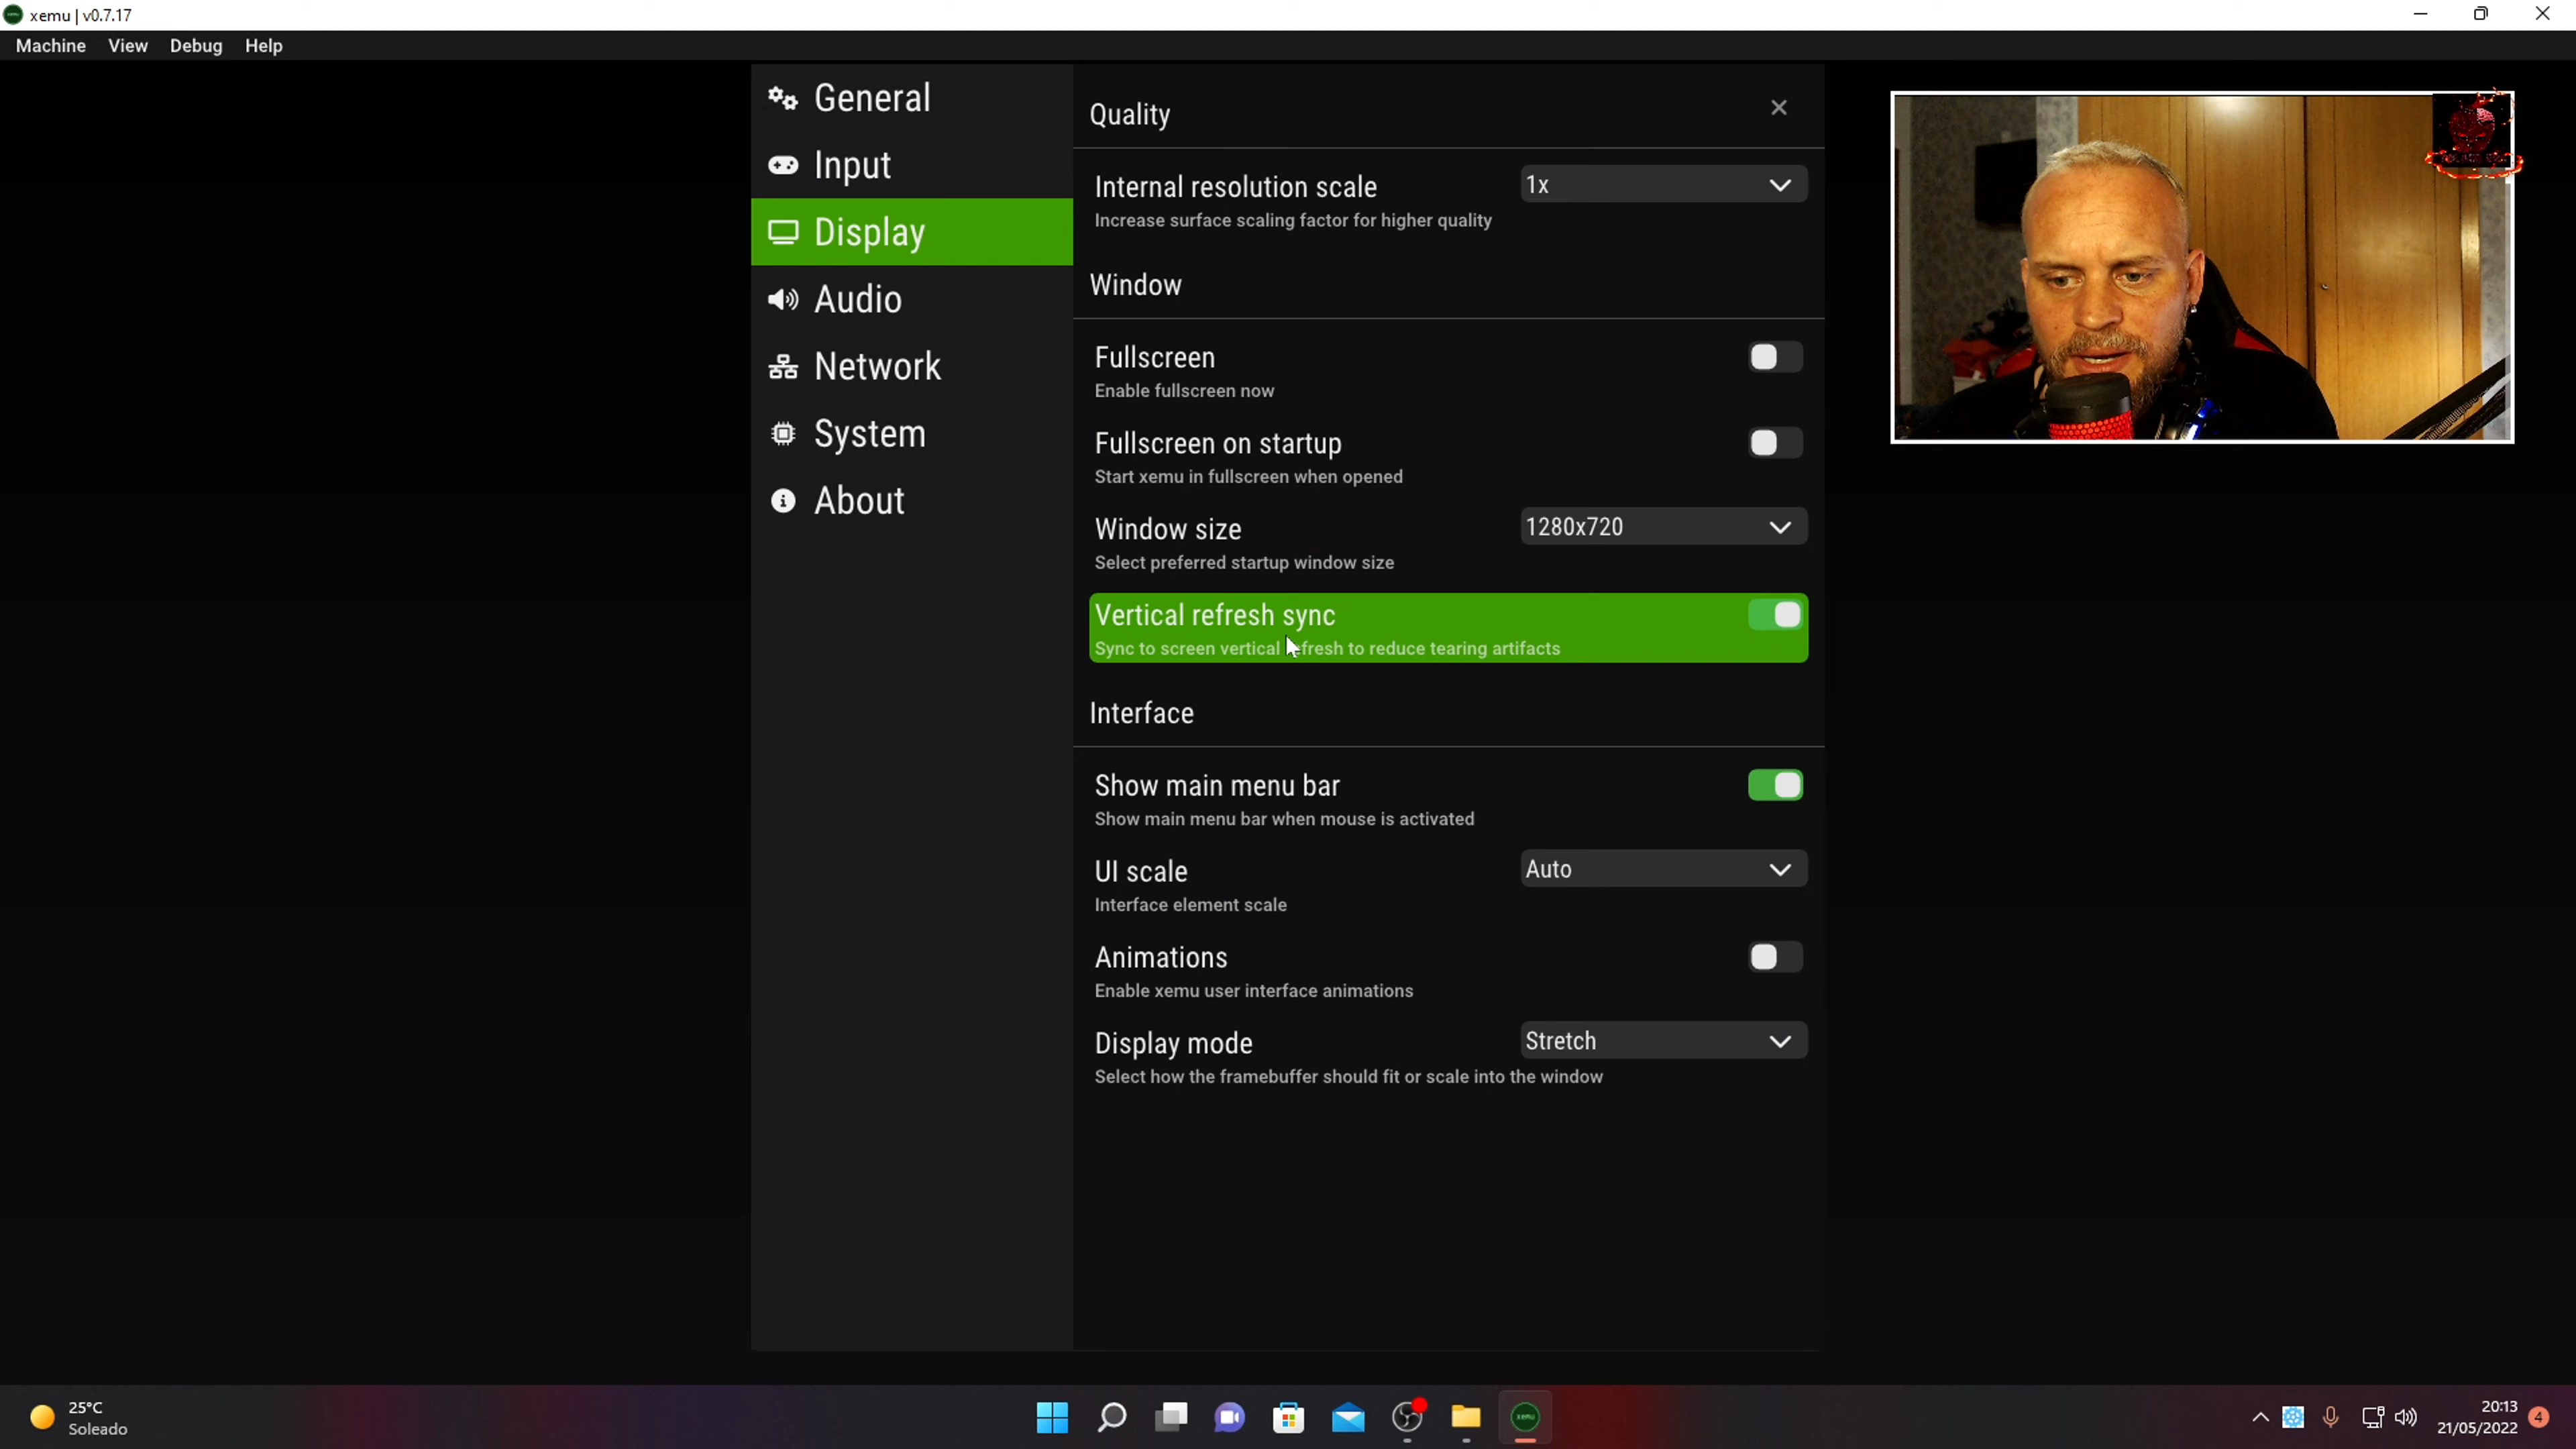 xemu | v0.7.17
Machine View Debug Help
General
Input
Display
Audio
Network
System
About
Quality
Internal resolution scale 1x
Increase surface scaling factor for higher quality
Window
Fullscreen
Enable fullscreen now
Fullscreen on startup
Start xemu in fullscreen when opened
Window size 1280x720
Select preferred startup window size
Vertical refresh sync
Sync to screen vertical refresh to reduce tearing artifacts
Interface
Show main menu bar
Show main menu bar when mouse is activated
UI scale Auto
Interface element scale
Animations
Enable xemu user interface animations
Display mode Stretch
Select how the framebuffer should fit or scale into the window
25°C
Soleado
xemu
20:13
21/05/2022
4